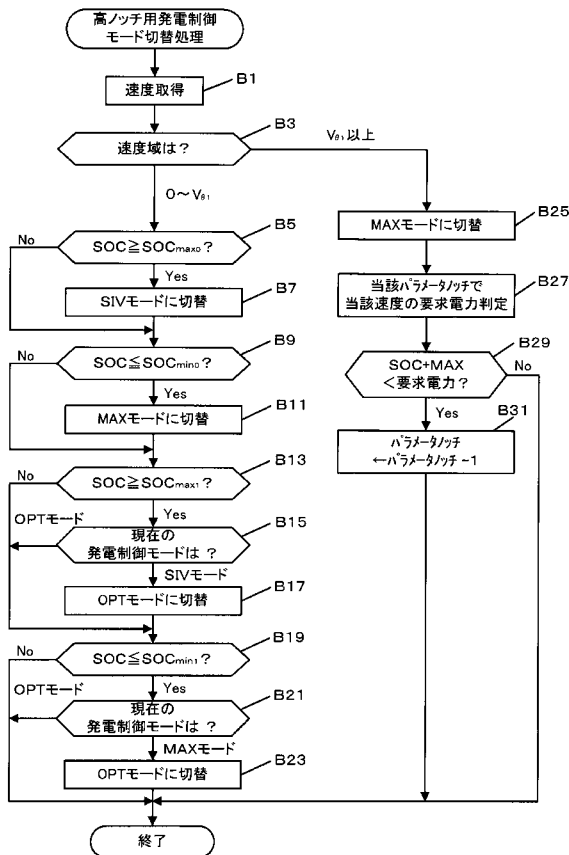 高ノッチ用発電制御
モード切替処理
B1
速度取得
B3
速度域は？
Vθ1以上
0～Vθ1
B5
SOC≧SOCmax0？
No
Yes
B7
SIVモードに切替
B9
SOC≦SOCmin0？
No
Yes
B11
MAXモードに切替
B13
SOC≧SOCmax1？
No
Yes
OPTモード
B15
現在の
発電制御モードは？
SIVモード
B17
OPTモードに切替
B19
SOC≦SOCmin1？
No
Yes
OPTモード
B21
現在の
発電制御モードは？
MAXモード
B23
OPTモードに切替
B25
MAXモードに切替
B27
当該パラメータノッチで
当該速度の要求電力判定
B29
SOC+MAX
＜要求電力？
No
Yes
B31
パラメータノッチ
←パラメータノッチ-1
終了